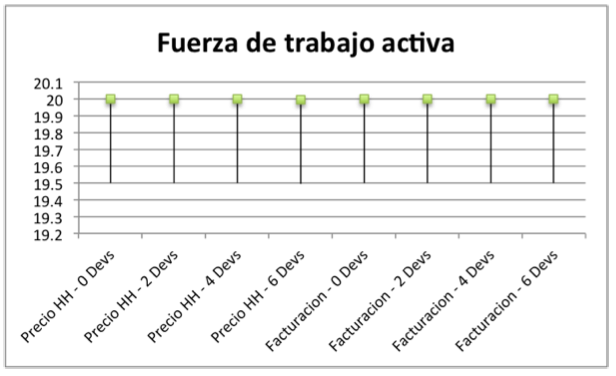 Fuerza de trabajo activa
20.1
20
19.9
19.8
19.7
19.6
19.5
19.4
19.3
19.2
Precio HH - 0 Devs
Precio HH - 2 Devs
Precio HH - 4 Devs
Precio HH - 6 Devs
Facturacion - 0 Devs
Facturacion - 2 Devs
Facturacion - 4 Devs
Facturacion - 6 Devs